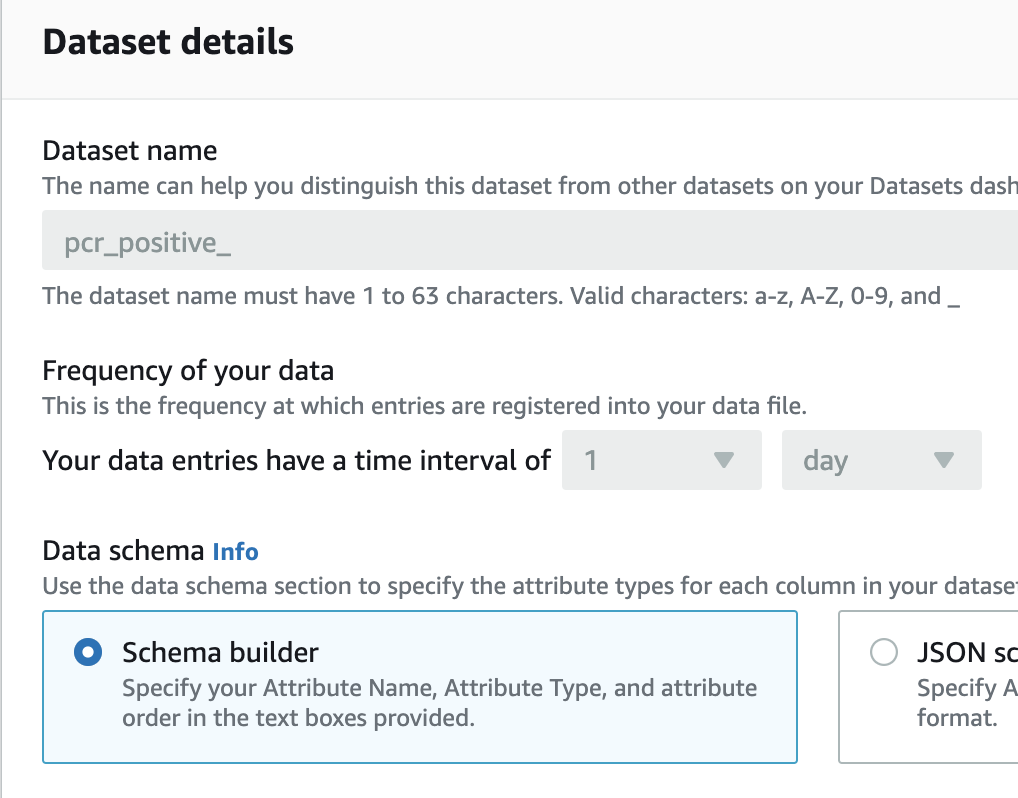 Dataset details
Dataset name
The name can help you distinguish this dataset from other datasets on your Datasets dash
pcr_positive_
The dataset name must have 1 to 63 characters. Valid characters: a-z, A-Z, 0-9, and _
Frequency of your data
This is the frequency at which entries are registered into your data file.
Your data entries have a time interval of 1 day
Data schema Info
Use the data schema section to specify the attribute types for each column in your dataset
Schema builder
Specify your Attribute Name, Attribute Type, and attribute
order in the text boxes provided.
JSON sc
Specify A
format.